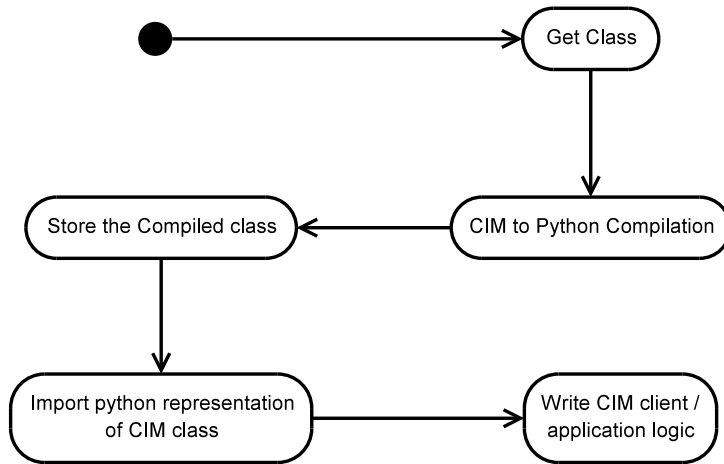 Get Class
Store the Compiled class
CIM to Python Compilation
Import python representation
of CIM class
Write CIM client /
application logic